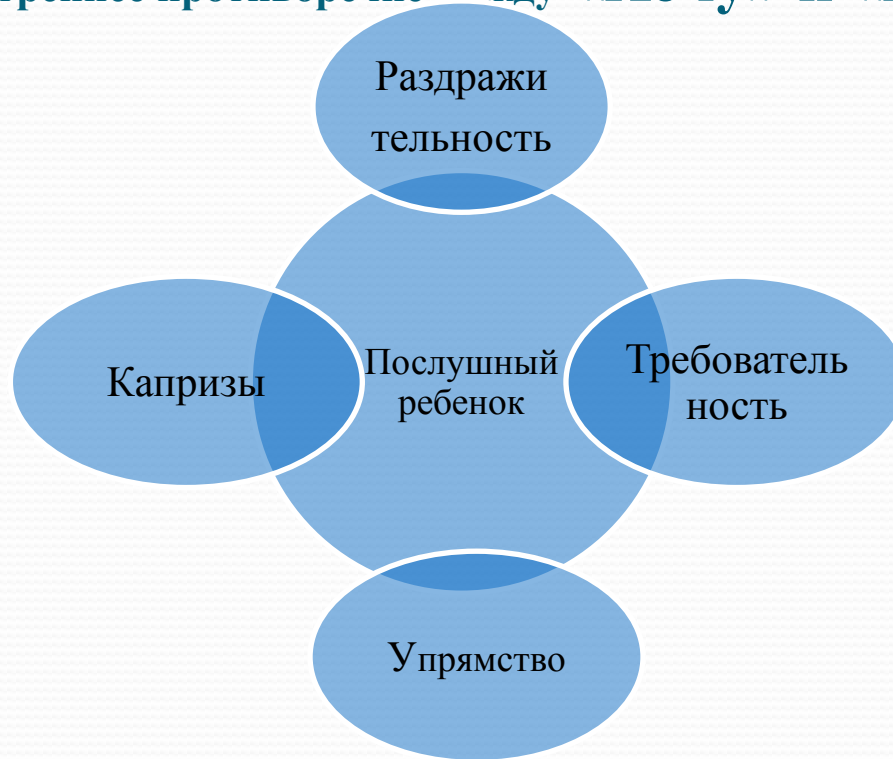 Раздражи
тельность
Капризы
Послушный
ребенок
Требователь
ность
Упрямство